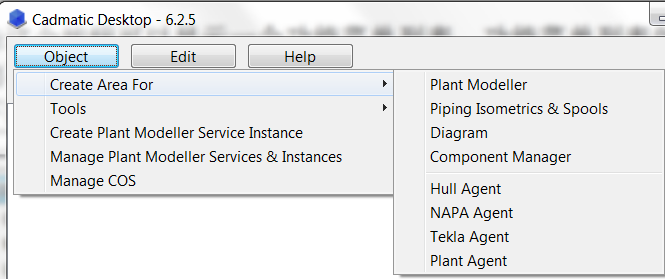 Cadmatic Desktop - 6.2.5
Object Edit Help
Create Area For
Tools
Create Plant Modeller Service Instance
Manage Plant Modeller Services & Instances
Manage COS
Plant Modeller
Piping Isometrics & Spools
Diagram
Component Manager
Hull Agent
NAPA Agent
Tekla Agent
Plant Agent